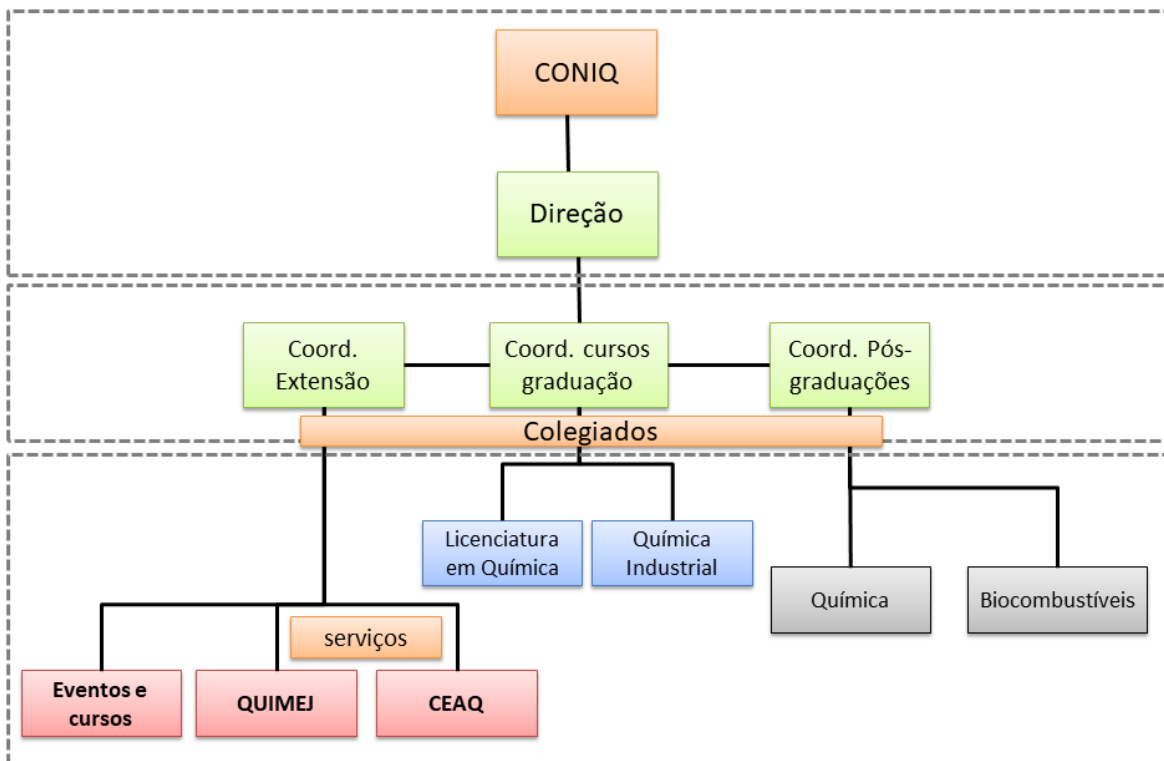 CONIQ
Direção
Coord.
Extensão
Coord. cursos
graduação
Coord. Pós-
graduações
Colegiados
Licenciatura
em Química
Química
Industrial
Química
Biocombustíveis
serviços
Eventos e
cursos
QUIMEJ
CEAQ